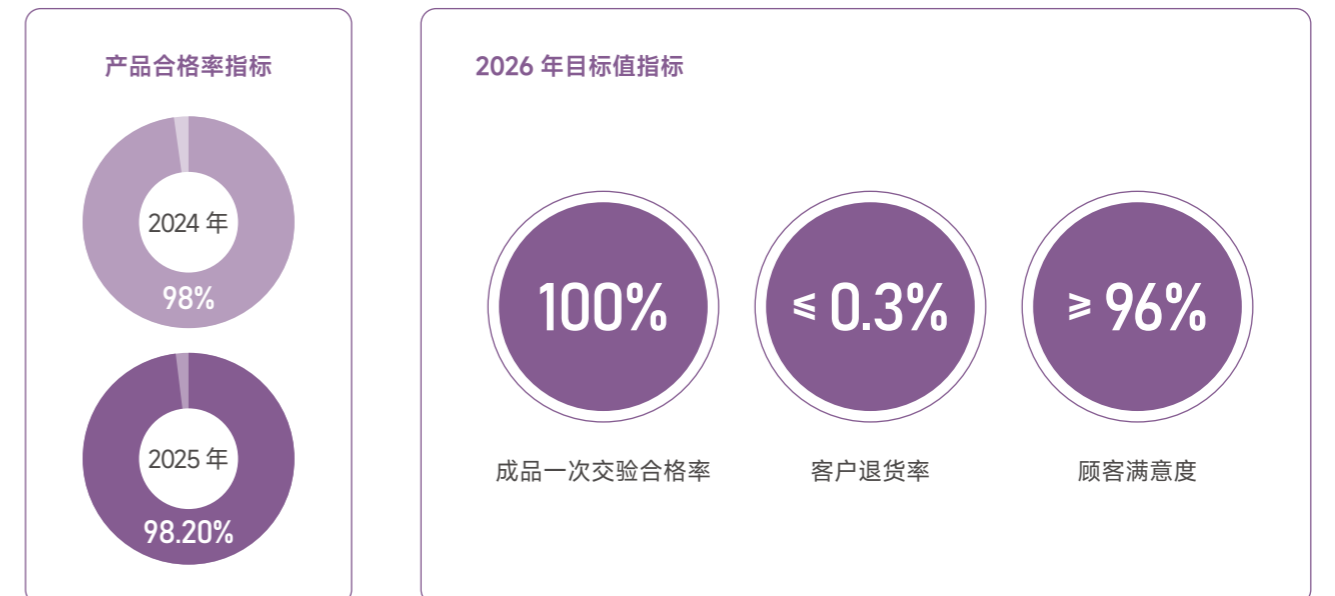 产品合格率指标
2024 年
98%
2025 年
98.20%
2026 年目标值指标
100%
成品一次交验合格率
≤ 0.3%
客户退货率
≥ 96%
顾客满意度